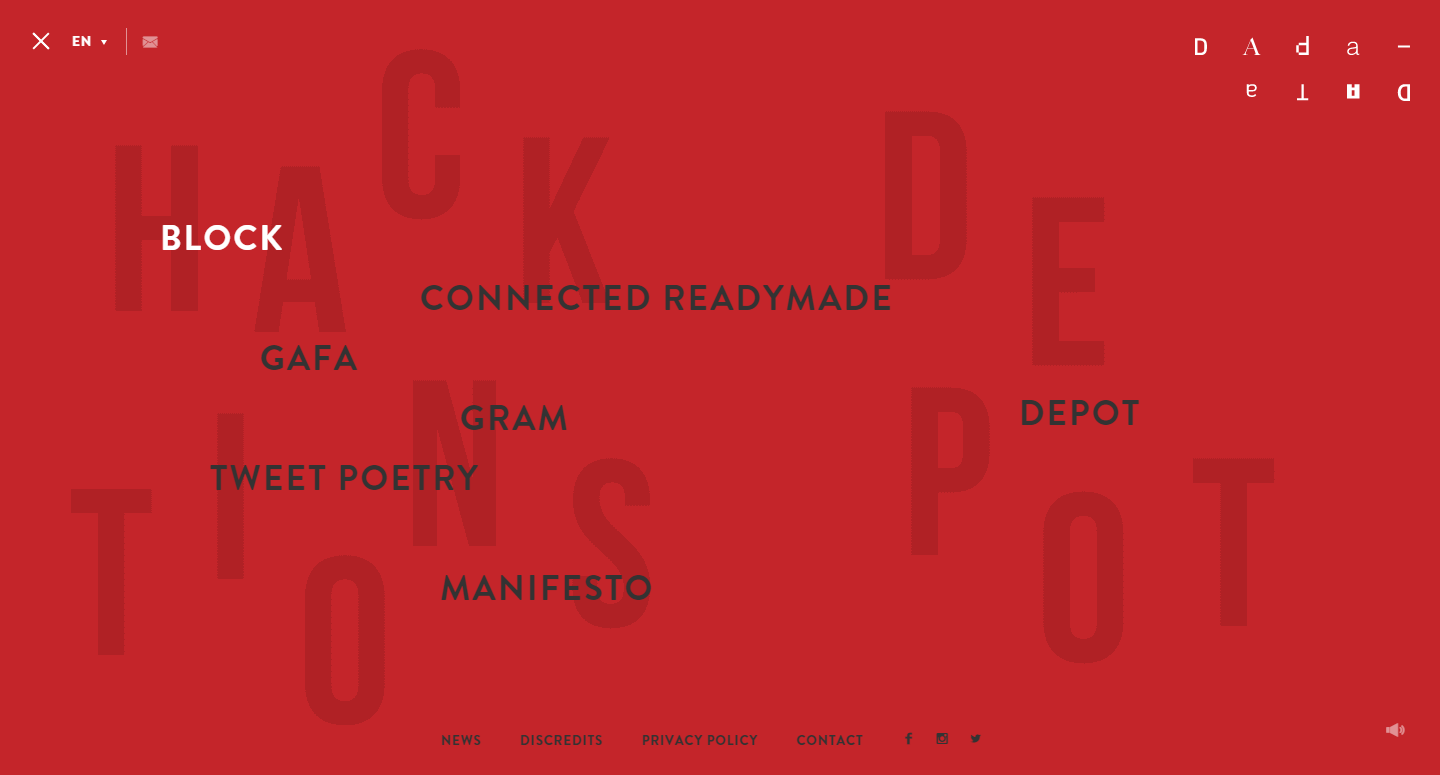 EN
D A d a -
a T H D
HACK
TIONS
DEPOT
BLOCK
CONNECTED READYMADE
GAFA
GRAM
DEPOT
TWEET POETRY
MANIFESTO
NEWS DISCREDITS PRIVACY POLICY CONTACT